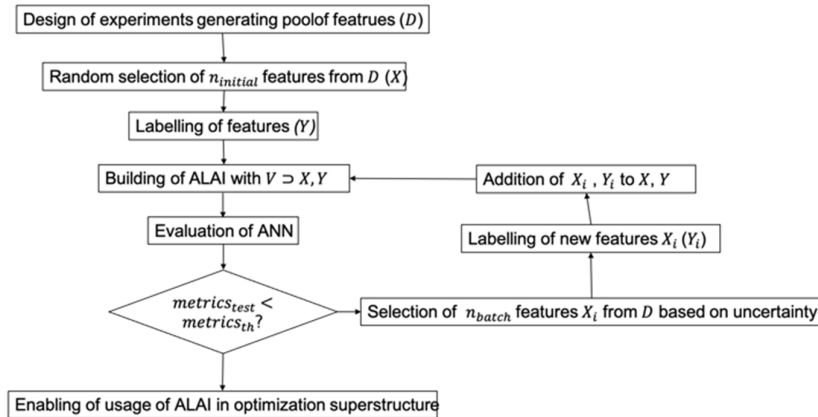 Design of experiments generating poolof featrues (D)
Random selection of n_initial features from D (X)
Labelling of features (Y)
Building of ALAI with V ⊃ X, Y
Addition of X_i , Y_i to X, Y
Evaluation of ANN
Labelling of new features X_i (Y_i)
metrics_test <
metrics_th?
Selection of n_batch features X_i from D based on uncertainty
Enabling of usage of ALAI in optimization superstructure